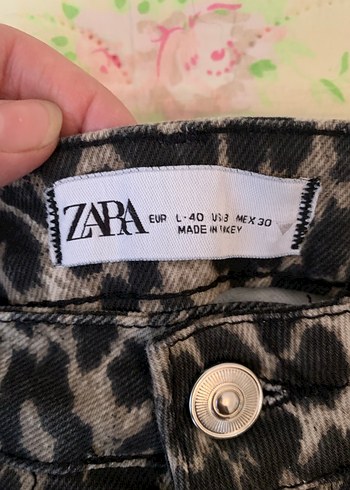 ZARA
EUR L-40 US 8 MEX 30
MADE IN